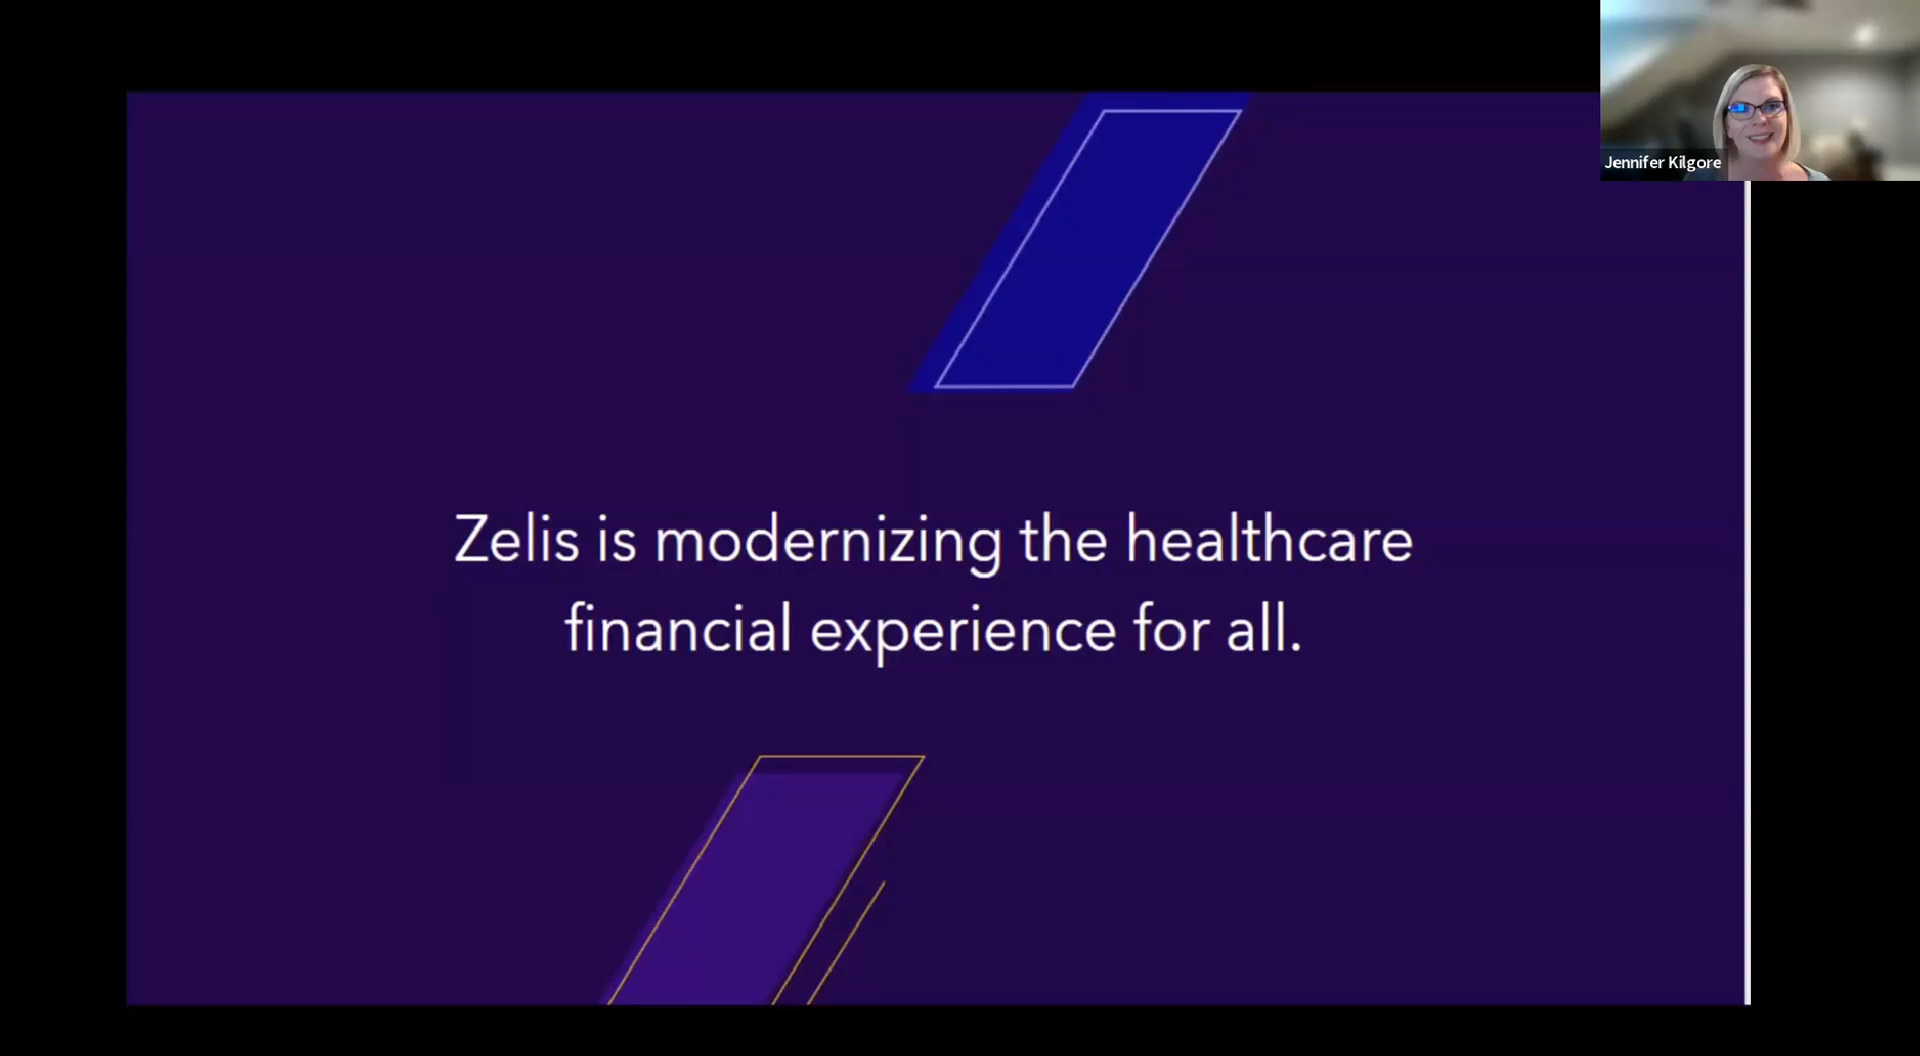 Jennifer Kilgore
Zelis is modernizing the healthcare
financial experience for all.